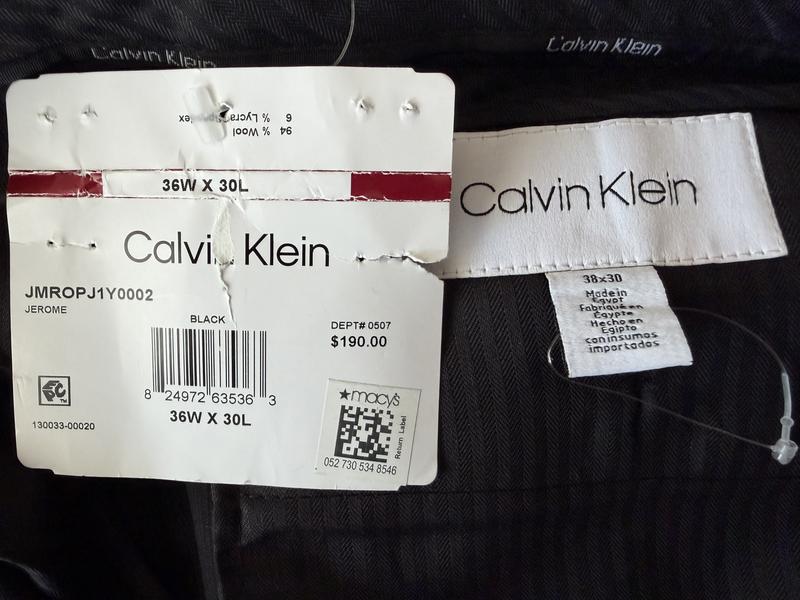 Calvin Klein
Calvin Klein
94 % Wool
6 % Lycra
36W X 30L
Calvin Klein
JMROPJ1Y0002
JEROME
BLACK
DEPT# 0507
$190.00
8 24972 63536 3
36W X 30L
EPC™
130033-00020
★macy's
Return Label
052 730 534 8546
Calvin Klein
38x30
Made in
Egypt
Fabriqué en
Égypte
Hecho en
Egipto
con insumos
importados